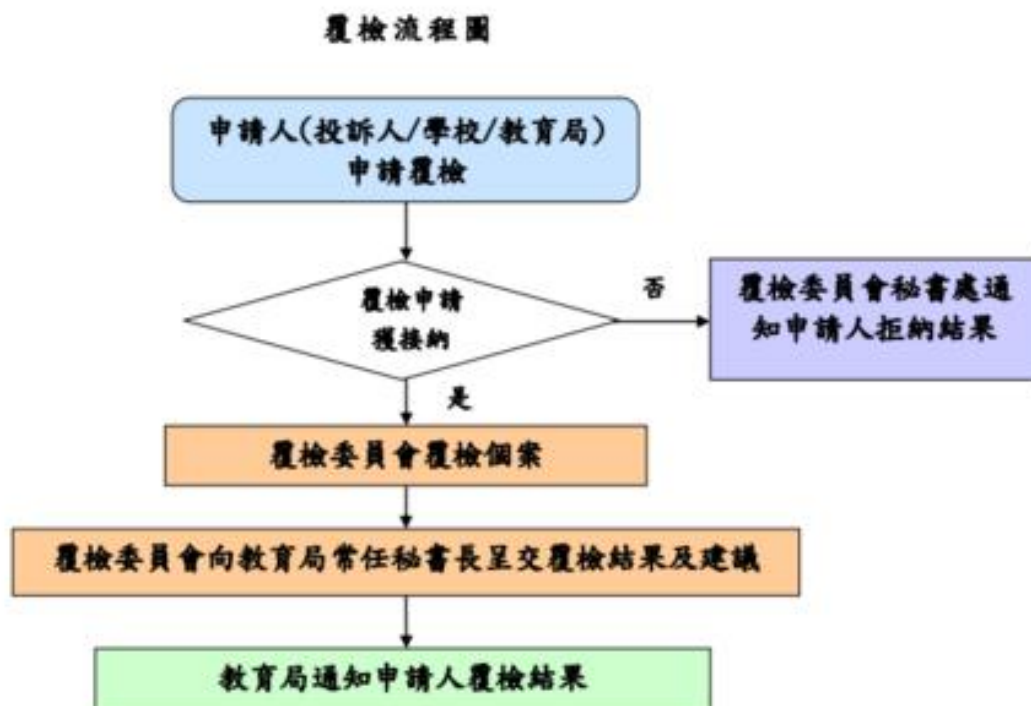 覆檢流程圖
申請人(投訴人/學校/教育局)
申請覆檢
覆檢申請
獲接納
否
覆檢委員會秘書處通
知申請人拒納結果
是
覆檢委員會覆檢個案
覆檢委員會向教育局常任秘書長呈交覆檢結果及建議
教育局通知申請人覆檢結果